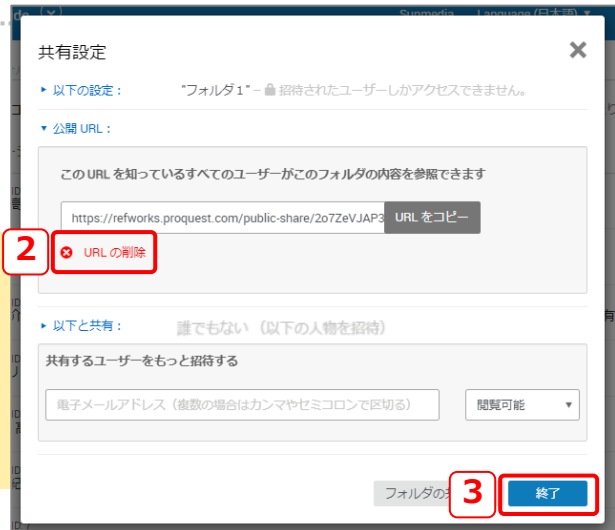 Sunmedia Language (日本語) ▼
共有設定
以下の設定： "フォルダ 1" – 招待されたユーザーしかアクセスできません。
公開 URL：
この URL を知っているすべてのユーザーがこのフォルダの内容を参照できます
https://refworks.proquest.com/public-share/2o7ZeVJAP3 URL をコピー
2 URL の削除
以下と共有： 誰でもない （以下の人物を招待）
共有するユーザーをもっと招待する
電子メールアドレス（複数の場合はカンマやセミコロンで区切る） 閲覧可能
フォルダの 3 終了